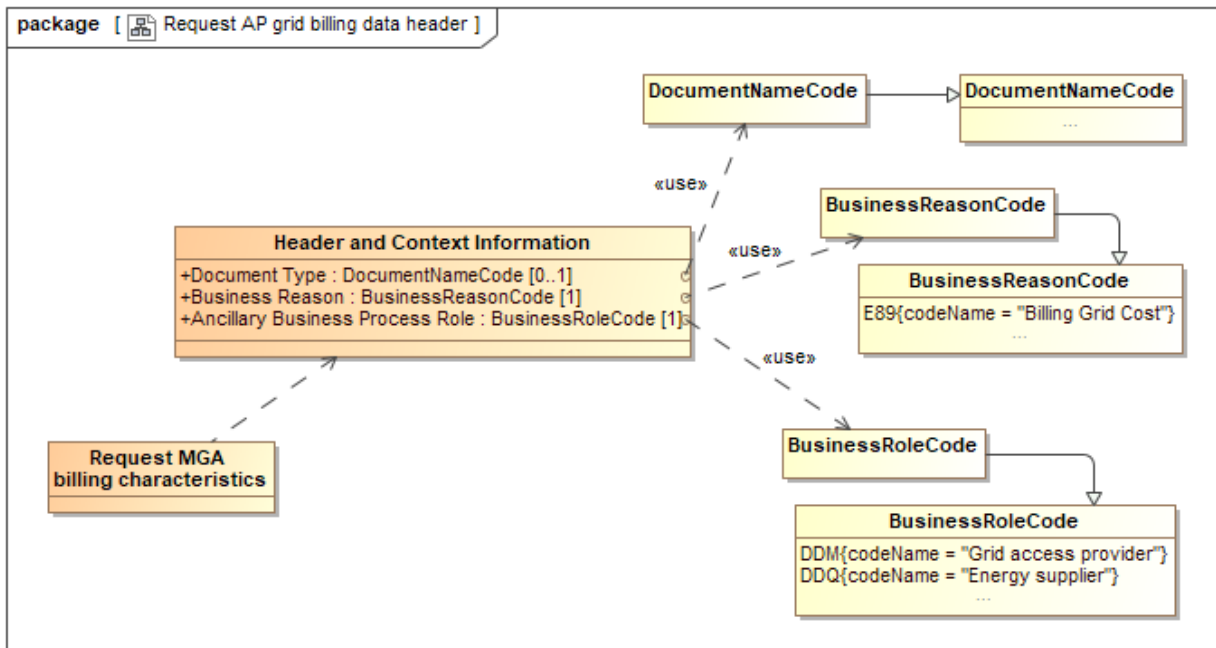 package [ Request AP grid billing data header ]
DocumentNameCode
DocumentNameCode
...
«use»
BusinessReasonCode
«use»
Header and Context Information
+Document Type : DocumentNameCode [0..1]
+Business Reason : BusinessReasonCode [1]
+Ancillary Business Process Role : BusinessRoleCode [1]
BusinessReasonCode
E89{codeName = "Billing Grid Cost"}
...
«use»
BusinessRoleCode
Request MGA
billing characteristics
BusinessRoleCode
DDM{codeName = "Grid access provider"}
DDQ{codeName = "Energy supplier"}
...